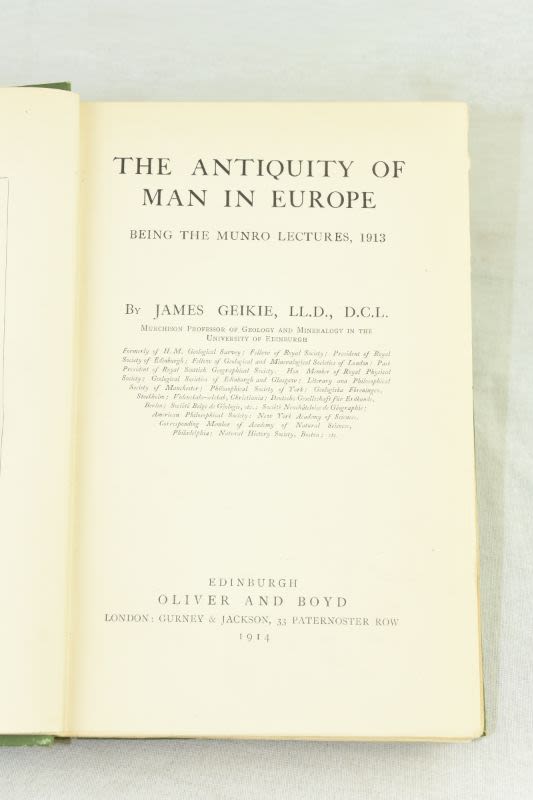 THE ANTIQUITY OF
MAN IN EUROPE
BEING THE MUNRO LECTURES, 1913
By JAMES GEIKIE, LL.D., D.C.L.
MURCHISON PROFESSOR OF GEOLOGY AND MINERALOGY IN THE
UNIVERSITY OF EDINBURGH
Formerly of H.M. Geological Survey; Fellow of Royal Society; President of Royal
Society of Edinburgh; Fellow of Geological and Mineralogical Societies of London; Past
President of Royal Scottish Geographical Society. Hon. Member of Royal Physical
Society; Geological Societies of Edinburgh and Glasgow; Literary and Philosophical
Society of Manchester; Philosophical Society of York; Geologiska Föreningen,
Stockholm; Videnskabs-selskab, Christiania; Deutsche Gesellschaft für Erdkunde,
Berlin; Société Belge de Géologie, etc.; Société Neuchâteloise de Géographie;
American Philosophical Society; New York Academy of Sciences.
Corresponding Member of Academy of Natural Sciences,
Philadelphia; Natural History Society, Boston; etc.
EDINBURGH
OLIVER AND BOYD
LONDON: GURNEY & JACKSON, 33 PATERNOSTER ROW
1914